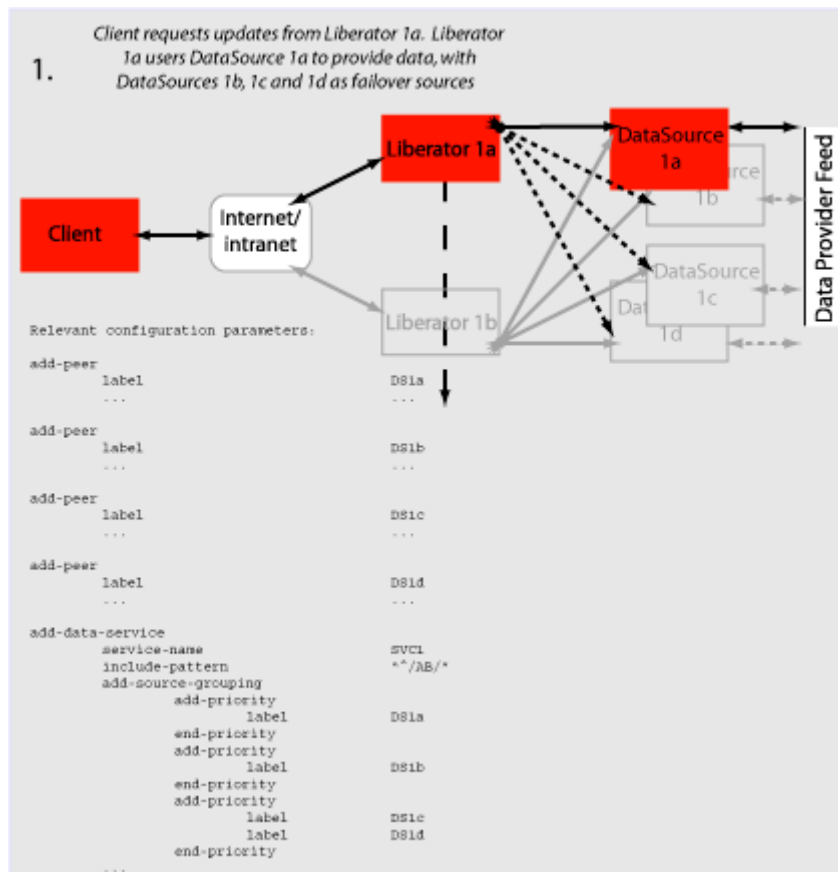 Client requests updates from Liberator 1a. Liberator
1a users DataSource 1a to provide data, with
DataSources 1b, 1c and 1d as failover sources
1.
Liberator 1a
DataSource
1a
1b
Client
Internet/
intranet
DataSource
1c
Liberator 1b
1d
Data Provider Feed
Relevant configuration parameters:
add-peer
label DS1a
... ...
add-peer
label DS1b
... ...
add-peer
label DS1c
... ...
add-peer
label DS1d
... ...
add-data-service
service-name SVC1
include-pattern "^/AB/"
add-source-grouping
add-priority
label DS1a
end-priority
add-priority
label DS1b
end-priority
add-priority
label DS1c
label DS1d
end-priority
...